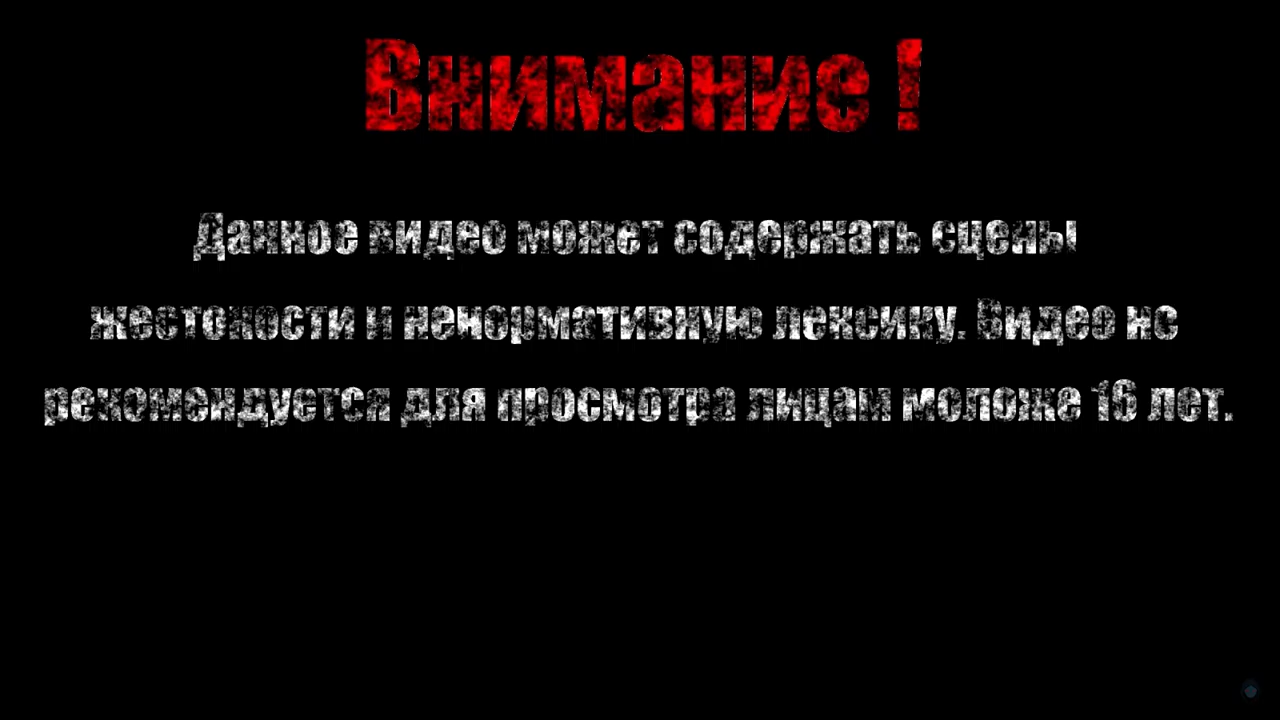 Внимание !
Данное видео может содержать сцены
жестокости и ненормативную лексику. Видео не
рекомендуется для просмотра лицам моложе 16 лет.